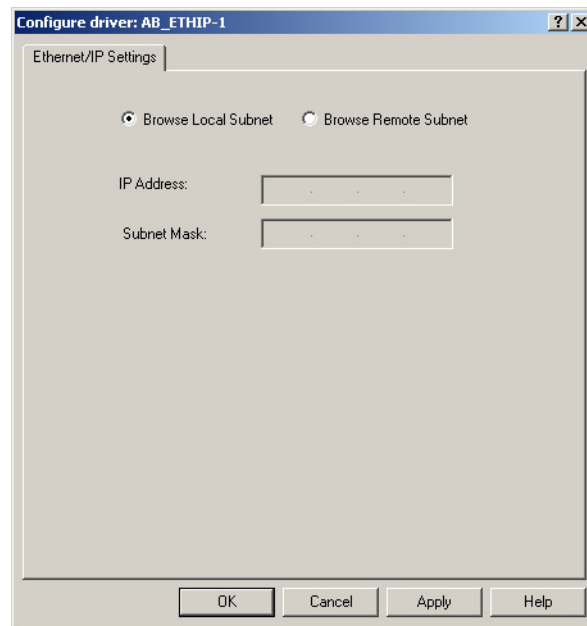 Configure driver: AB_ETHIP-1
Ethernet/IP Settings
Browse Local Subnet Browse Remote Subnet
IP Address: . . .
Subnet Mask: . . .
OK Cancel Apply Help